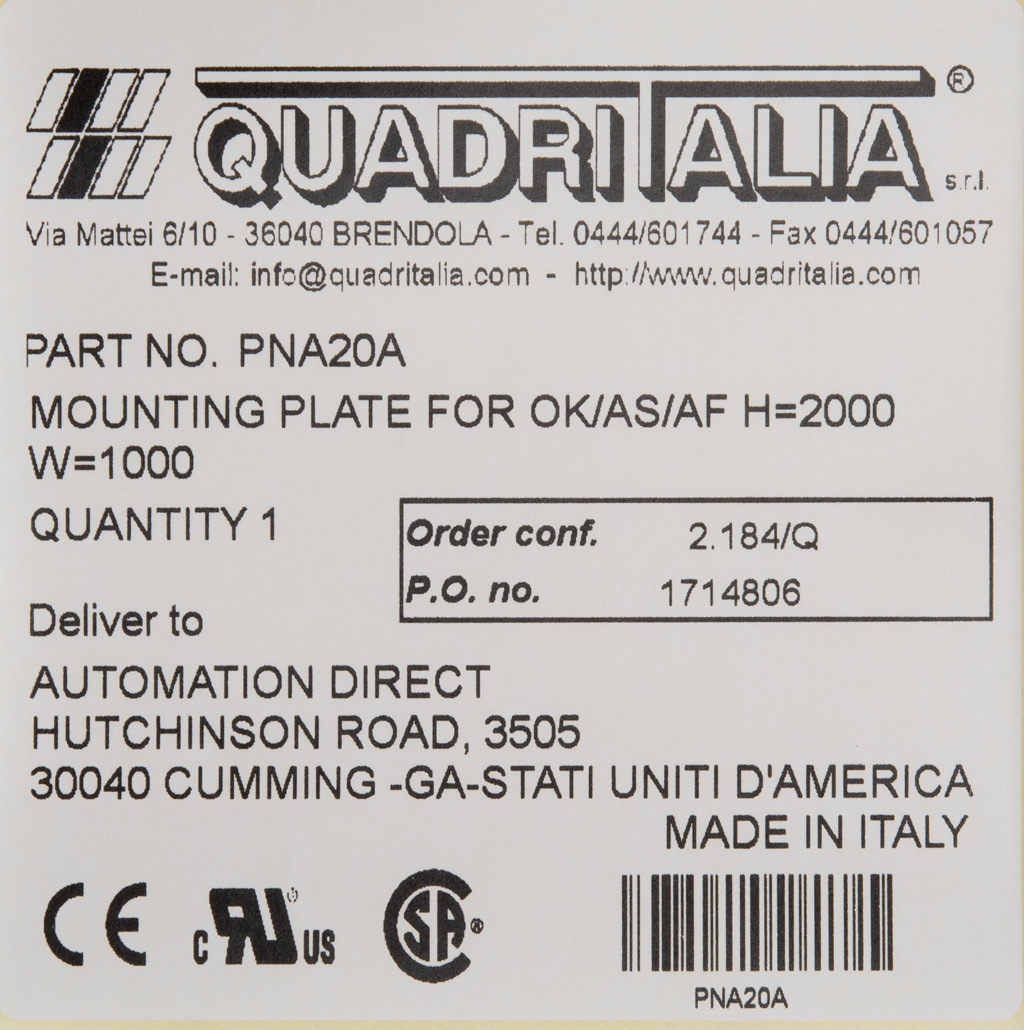 QUADRITALIA® s.r.l.
Via Mattei 6/10 - 36040 BRENDOLA - Tel. 0444/601744 - Fax 0444/601057
E-mail: info@quadritalia.com - http://www.quadritalia.com
PART NO. PNA20A
MOUNTING PLATE FOR OK/AS/AF H=2000
W=1000
QUANTITY 1
Order conf. 2.184/Q
P.O. no. 1714806
Deliver to
AUTOMATION DIRECT
HUTCHINSON ROAD, 3505
30040 CUMMING -GA-STATI UNITI D'AMERICA
MADE IN ITALY
CE c RU US SA®
PNA20A